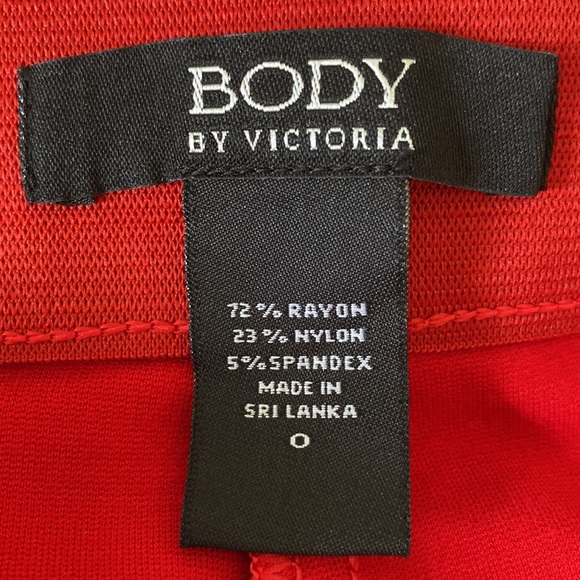 BODY
BY VICTORIA
72% RAYON
23% NYLON
5% SPANDEX
MADE IN
SRI LANKA
0